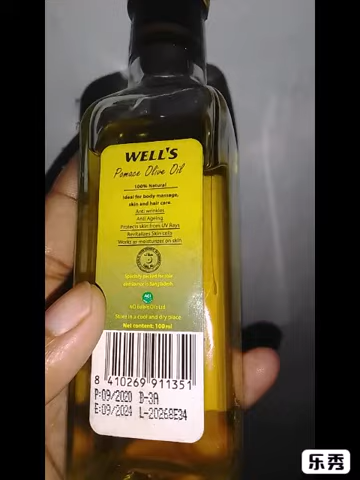 WELL'S
Pomace Olive Oil
100% Natural
Ideal for body massage,
skin and hair care
Anti wrinkles
Anti Ageing
Protects skin from UV Rays
Revitalizes Skin cells
Works as moisturizer on skin
Store in a cool and dry place
Net content: 100ml
8 410269 911351
P:09/2020 B-3A
E:09/2024 L-20268E34
乐秀